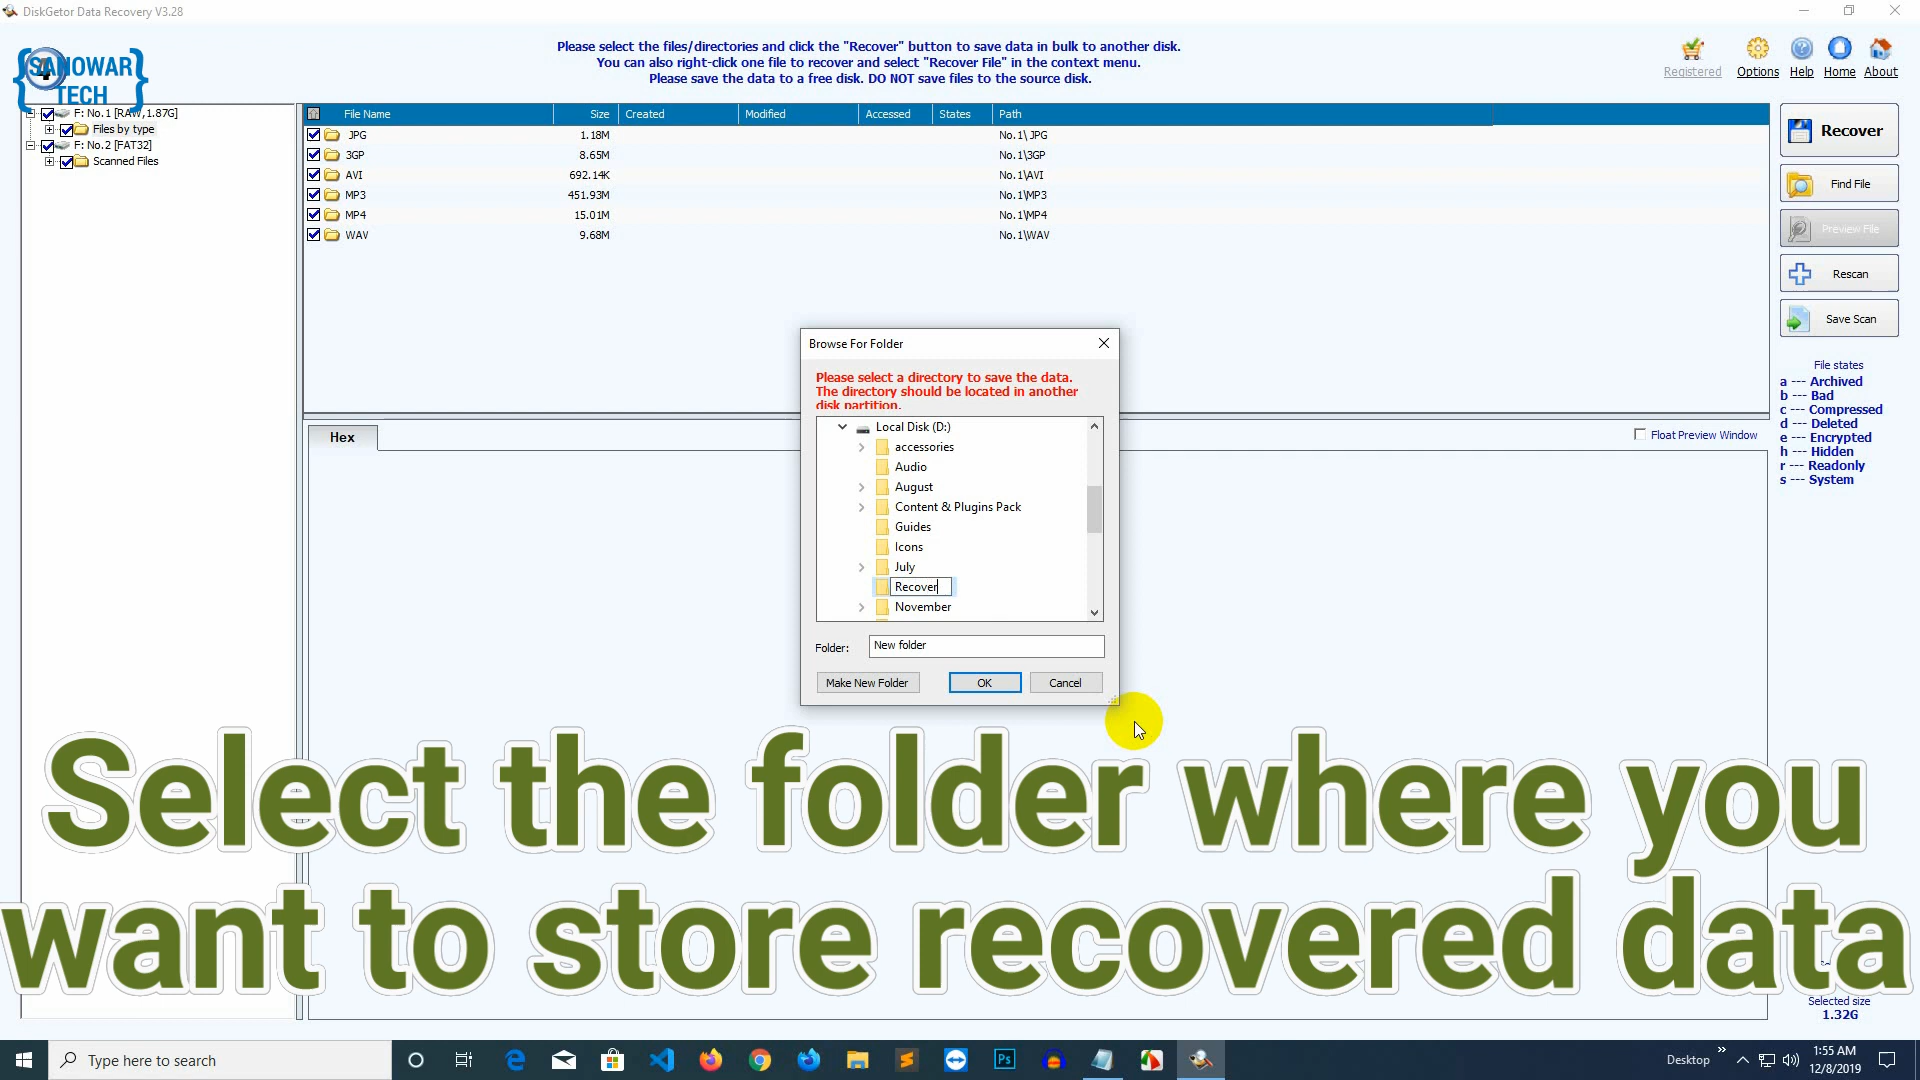 DiskGetor Data Recovery V3.28
SANOWAR
TECH
Please select the files/directories and click the "Recover" button to save data in bulk to another disk.
You can also right-click one file to recover and select "Recover File" in the context menu.
Please save the data to a free disk. DO NOT save files to the source disk.
Registered Options Help Home About
F: No.1 [RAW,1.87G]
Files by type
F: No.2 [FAT32]
Scanned Files
File Name Size Created Modified Accessed States Path
JPG 1.18M No.1\ JPG
3GP 8.65M No.1\3GP
AVI 692.14K No.1\AVI
MP3 451.93M No.1\MP3
MP4 15.01M No.1\MP4
WAV 9.68M No.1\WAV
Recover
Find File
Preview File
Rescan
Save Scan
File states
a --- Archived
b --- Bad
c --- Compressed
d --- Deleted
e --- Encrypted
h --- Hidden
r --- Readonly
s --- System
Hex
Float Preview Window
Browse For Folder
Please select a directory to save the data.
The directory should be located in another
disk partition.
Local Disk (D:)
accessories
Audio
August
Content & Plugins Pack
Guides
Icons
July
Recover
November
Folder: New folder
Make New Folder OK Cancel
Select the folder where you
want to store recovered data
Selected size
1.32G
Type here to search
Desktop
1:55 AM
12/8/2019